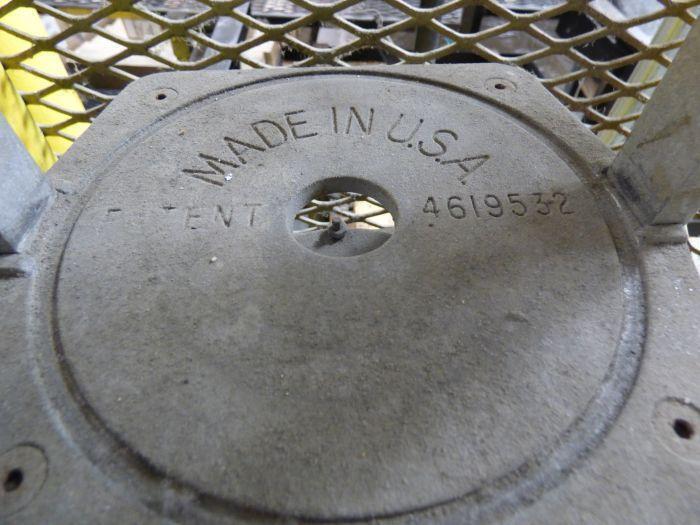 MADE IN U.S.A.
PATENT 4619532